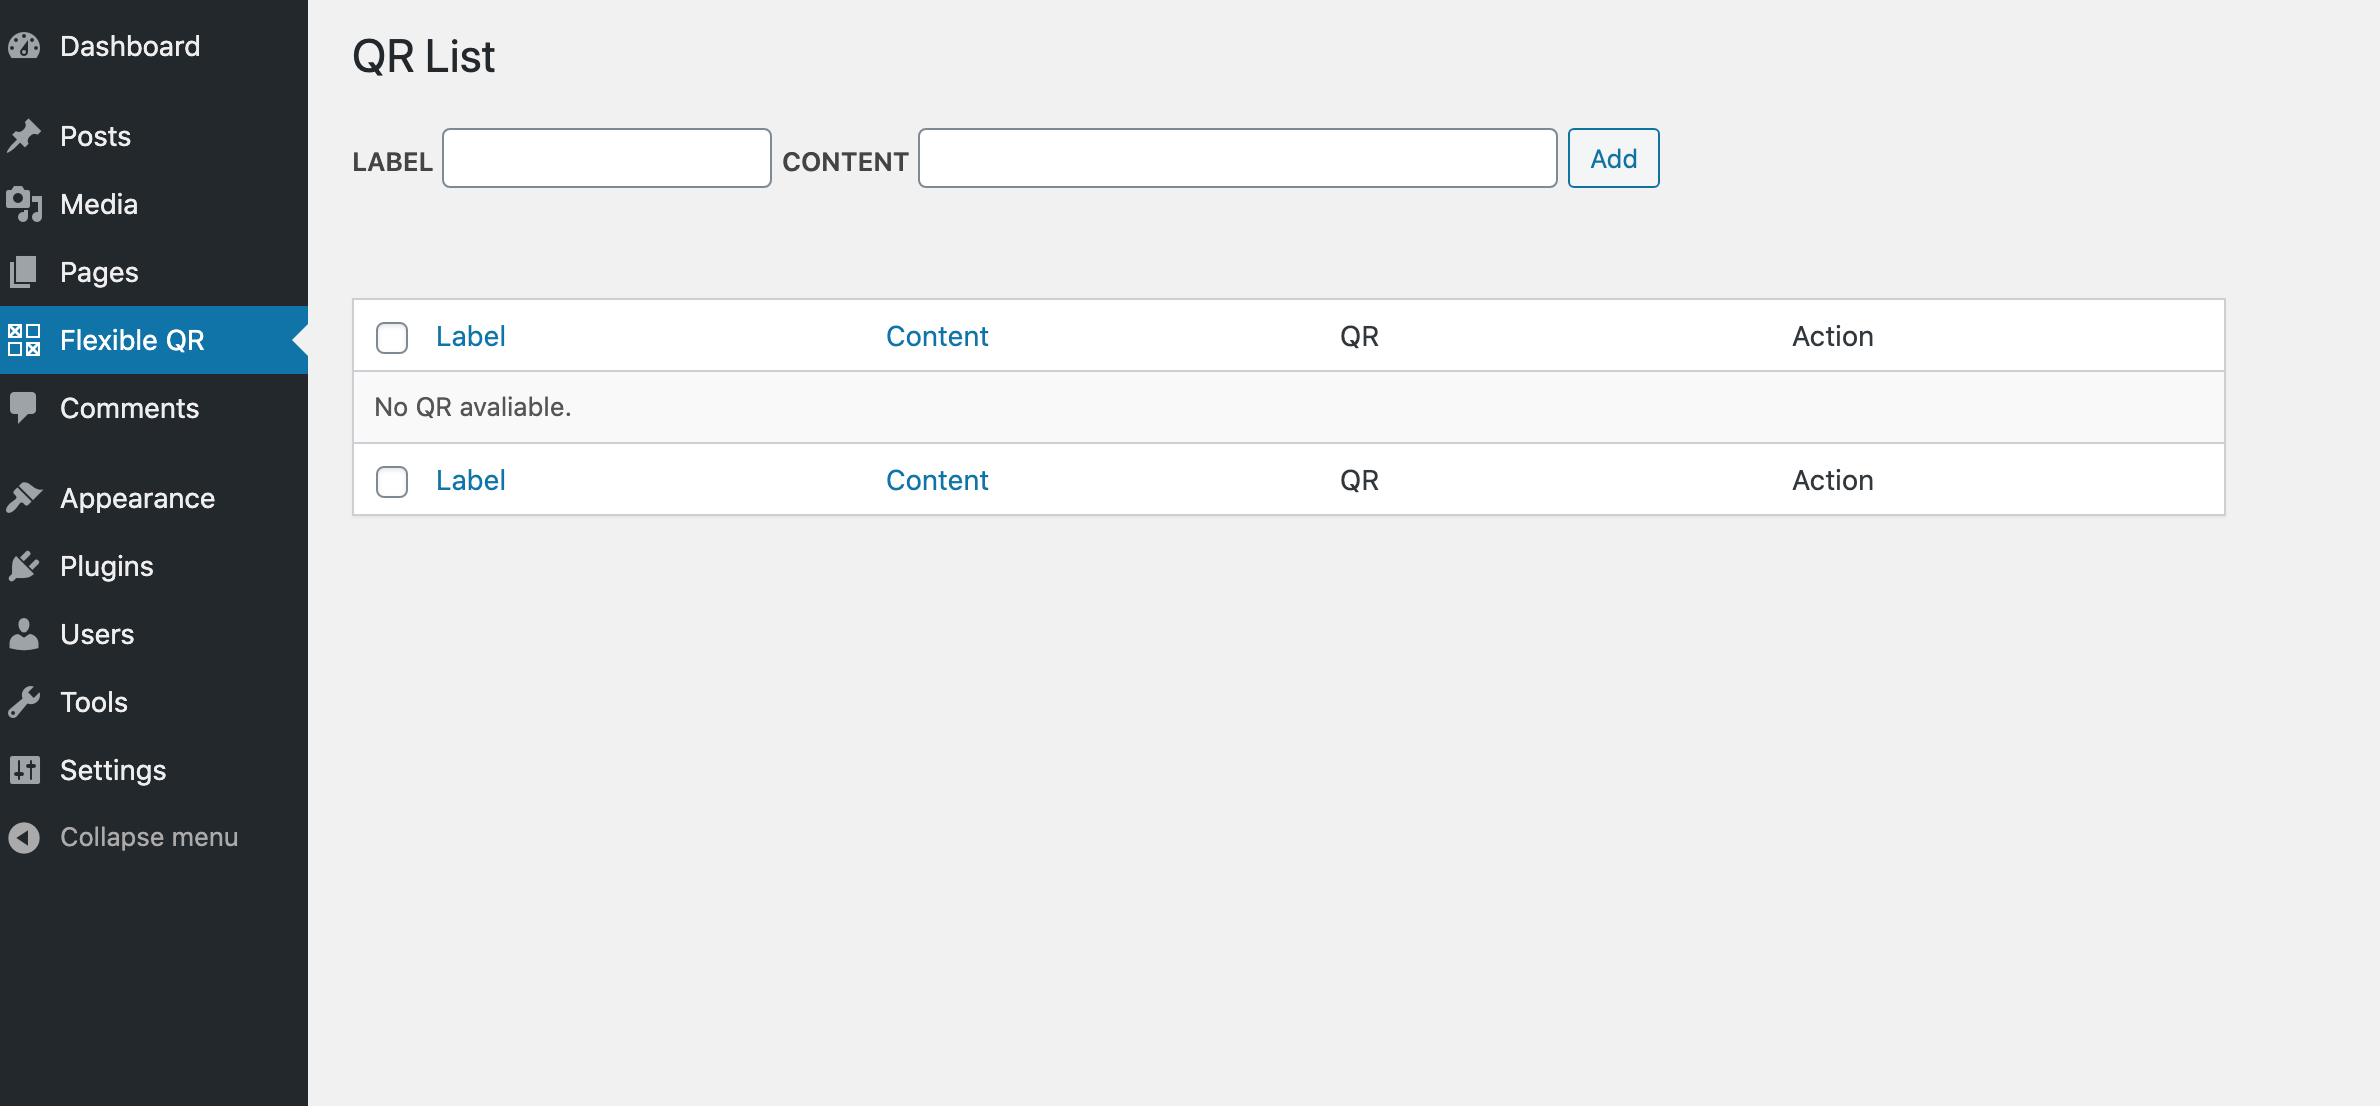 Dashboard
Posts
Media
Pages
Flexible QR
Comments
Appearance
Plugins
Users
Tools
Settings
Collapse menu
QR List
LABEL CONTENT Add
Label Content QR Action
No QR avaliable.
Label Content QR Action